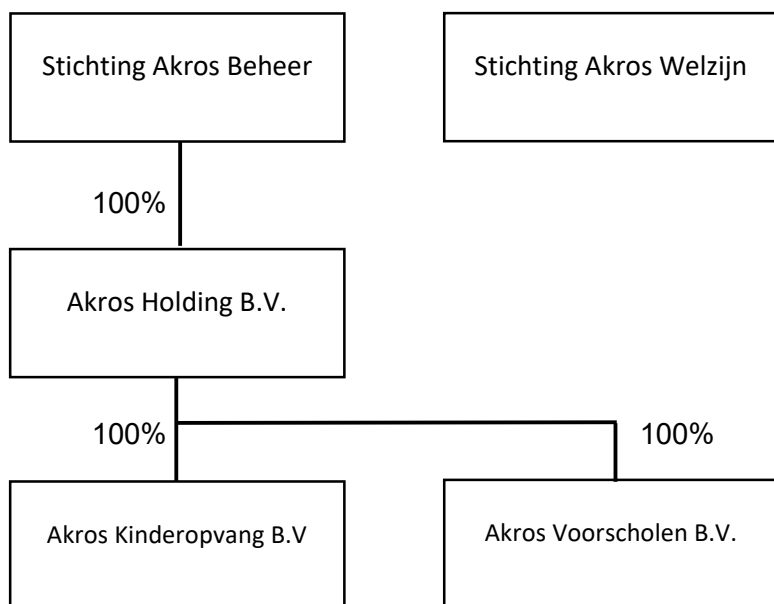 Stichting Akros Beheer
Stichting Akros Welzijn
100%
Akros Holding B.V.
100%
100%
Akros Kinderopvang B.V
Akros Voorscholen B.V.